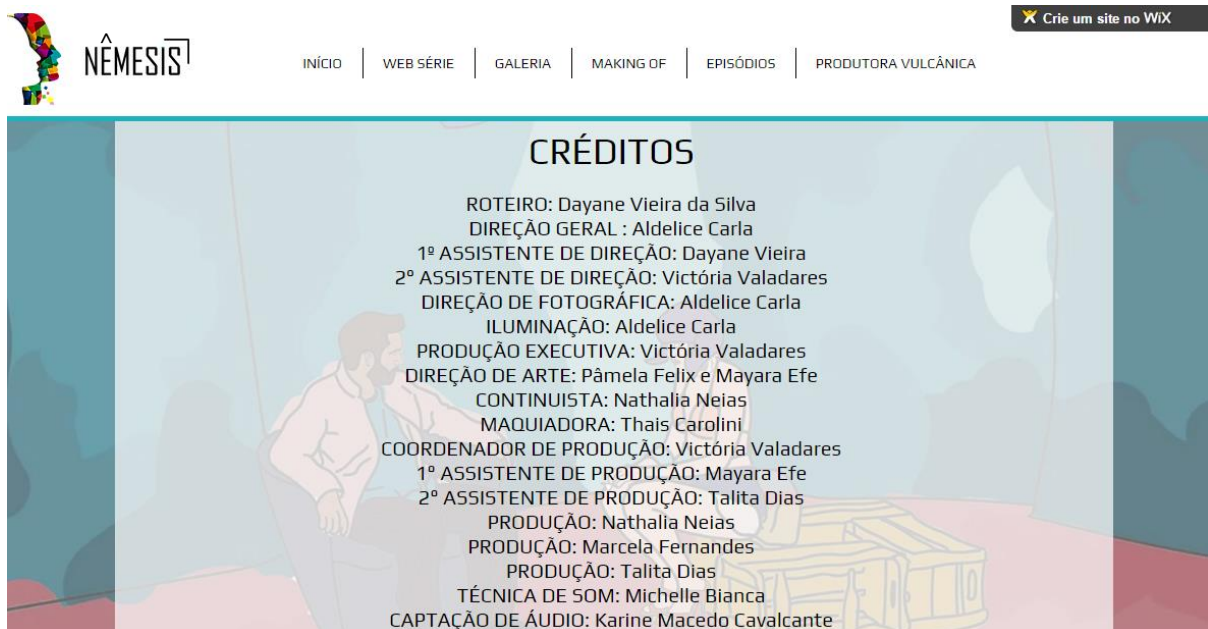 Crie um site no WiX
NÊMESIS
INÍCIO
WEB SÉRIE
GALERIA
MAKING OF
EPISÓDIOS
PRODUTORA VULCÂNICA
CRÉDITOS
ROTEIRO: Dayane Vieira da Silva
DIREÇÃO GERAL : Aldelice Carla
1º ASSISTENTE DE DIREÇÃO: Dayane Vieira
2º ASSISTENTE DE DIREÇÃO: Victória Valadares
DIREÇÃO DE FOTOGRÁFICA: Aldelice Carla
ILUMINAÇÃO: Aldelice Carla
PRODUÇÃO EXECUTIVA: Victória Valadares
DIREÇÃO DE ARTE: Pâmela Felix e Mayara Efe
CONTINUISTA: Nathalia Neias
MAQUIADORA: Thais Carolini
COORDENADOR DE PRODUÇÃO: Victória Valadares
1º ASSISTENTE DE PRODUÇÃO: Mayara Efe
2º ASSISTENTE DE PRODUÇÃO: Talita Dias
PRODUÇÃO: Nathalia Neias
PRODUÇÃO: Marcela Fernandes
PRODUÇÃO: Talita Dias
TÉCNICA DE SOM: Michelle Bianca
CAPTAÇÃO DE ÁUDIO: Karine Macedo Cavalcante